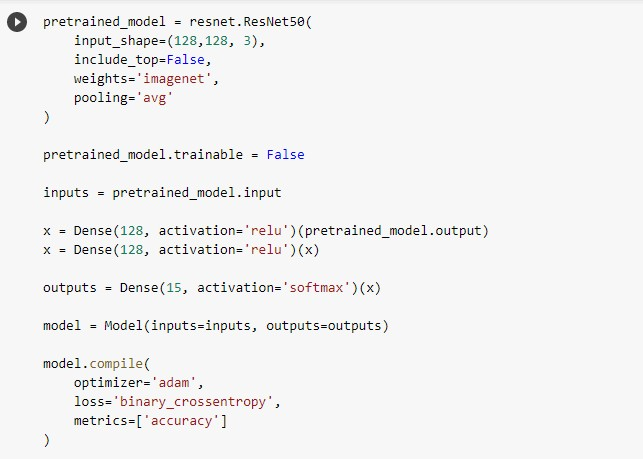 pretrained_model = resnet.ResNet50(
    input_shape=(128,128, 3),
    include_top=False,
    weights='imagenet',
    pooling='avg'
)
pretrained_model.trainable = False
inputs = pretrained_model.input
x = Dense(128, activation='relu')(pretrained_model.output)
x = Dense(128, activation='relu')(x)
outputs = Dense(15, activation='softmax')(x)
model = Model(inputs=inputs, outputs=outputs)
model.compile(
    optimizer='adam',
    loss='binary_crossentropy',
    metrics=['accuracy']
)